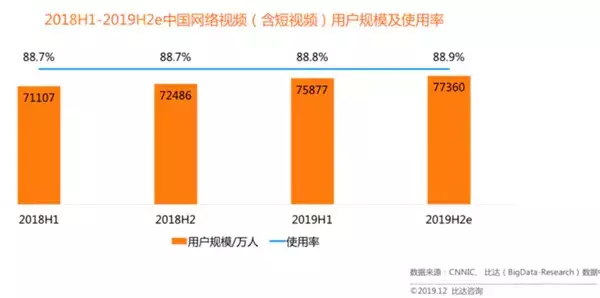 2018H1-2019H2e中国网络视频（含短视频）用户规模及使用率
88.7% 88.7% 88.8% 88.9%
71107 72486 75877 77360
2018H1 2018H2 2019H1 2019H2e
用户规模/万人 使用率
数据来源：CNNIC、比达（BigData-Research）数据
©2019.12 比达咨询